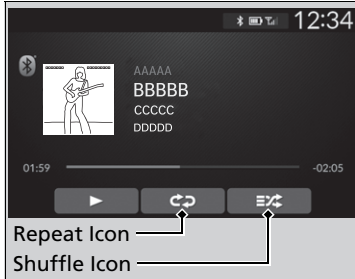 12:34
AAAAA
BBBBB
CCCCC
DDDDD
01:59
-02:05
Repeat Icon
Shuffle Icon